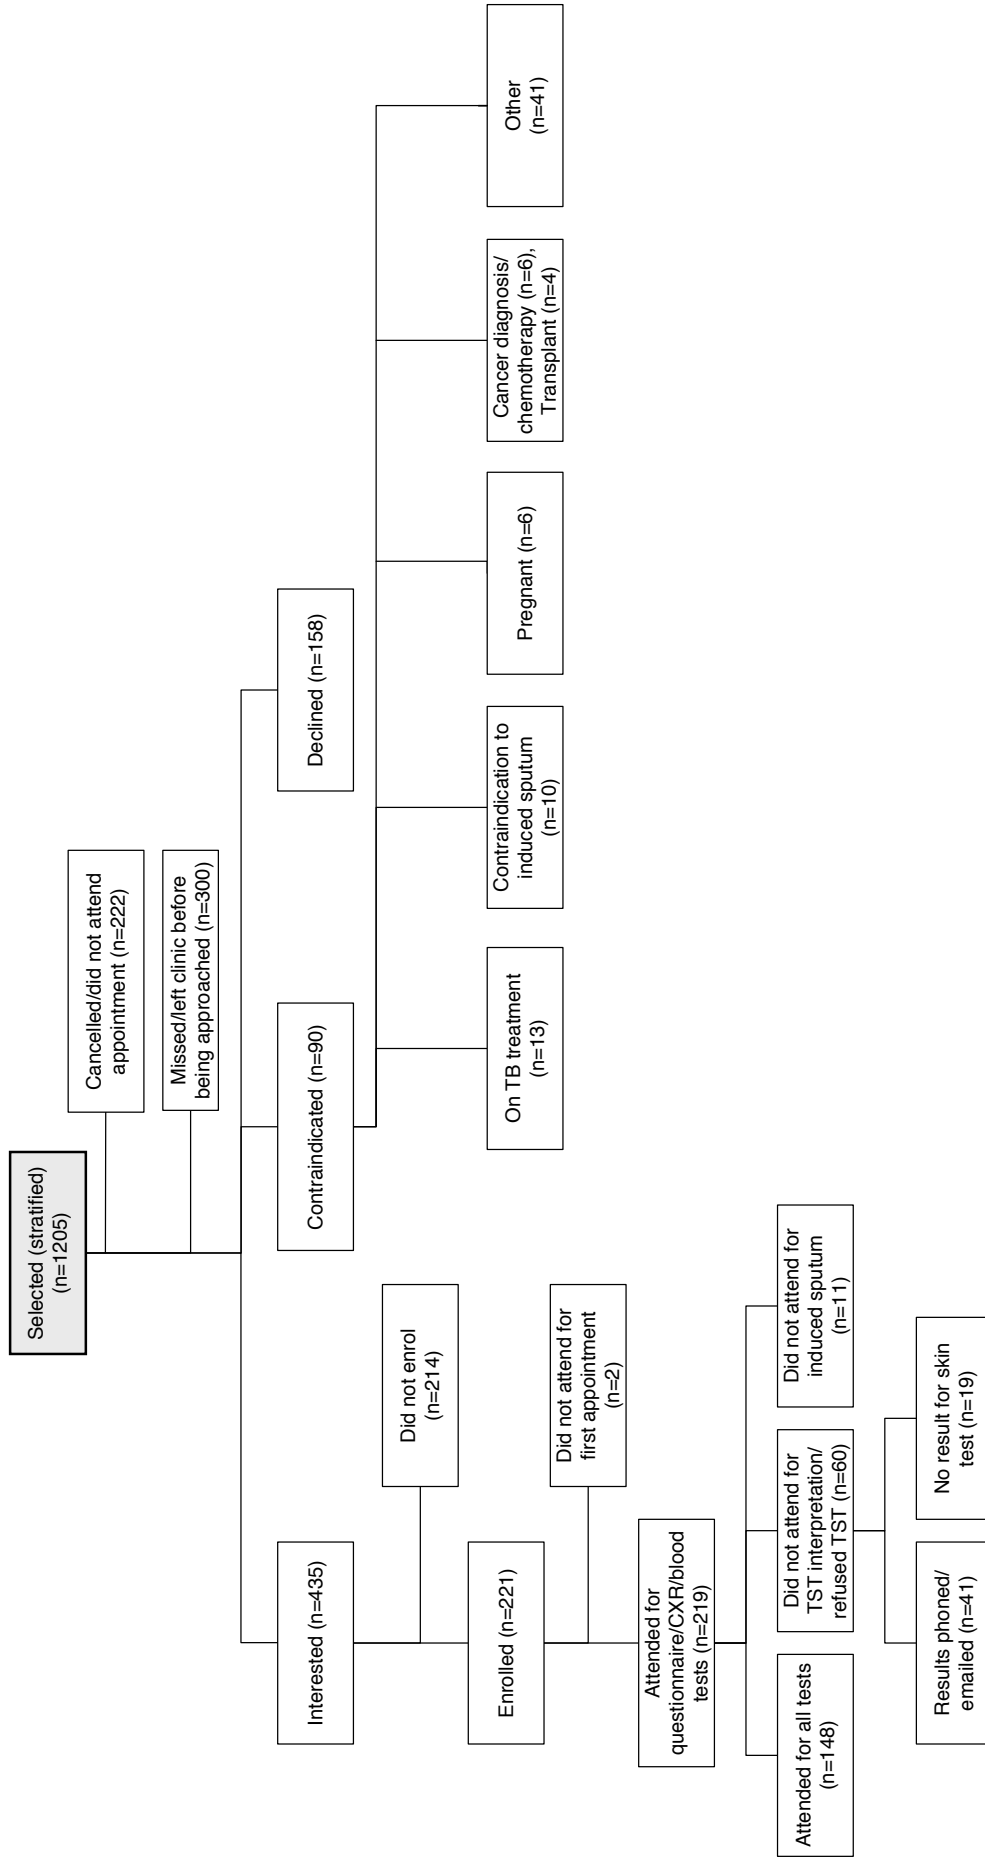 Selected (stratified)
(n=1205)
Cancelled/did not attend
appointment (n=222)
Missed/left clinic before
being approached (n=300)
Interested (n=435)
Contraindicated (n=90)
Declined (n=158)
Did not enrol
(n=214)
Enrolled (n=221)
On TB treatment
(n=13)
Contraindication to
induced sputum
(n=10)
Pregnant (n=6)
Cancer diagnosis/
chemotherapy (n=6),
Transplant (n=4)
Other
(n=41)
Did not attend for
first appointment
(n=2)
Attended for
questionnaire/CXR/blood
tests (n=219)
Attended for all tests
(n=148)
Did not attend for
TST interpretation/
refused TST (n=60)
Did not attend for
induced sputum
(n=11)
Results phoned/
emailed (n=41)
No result for skin
test (n=19)